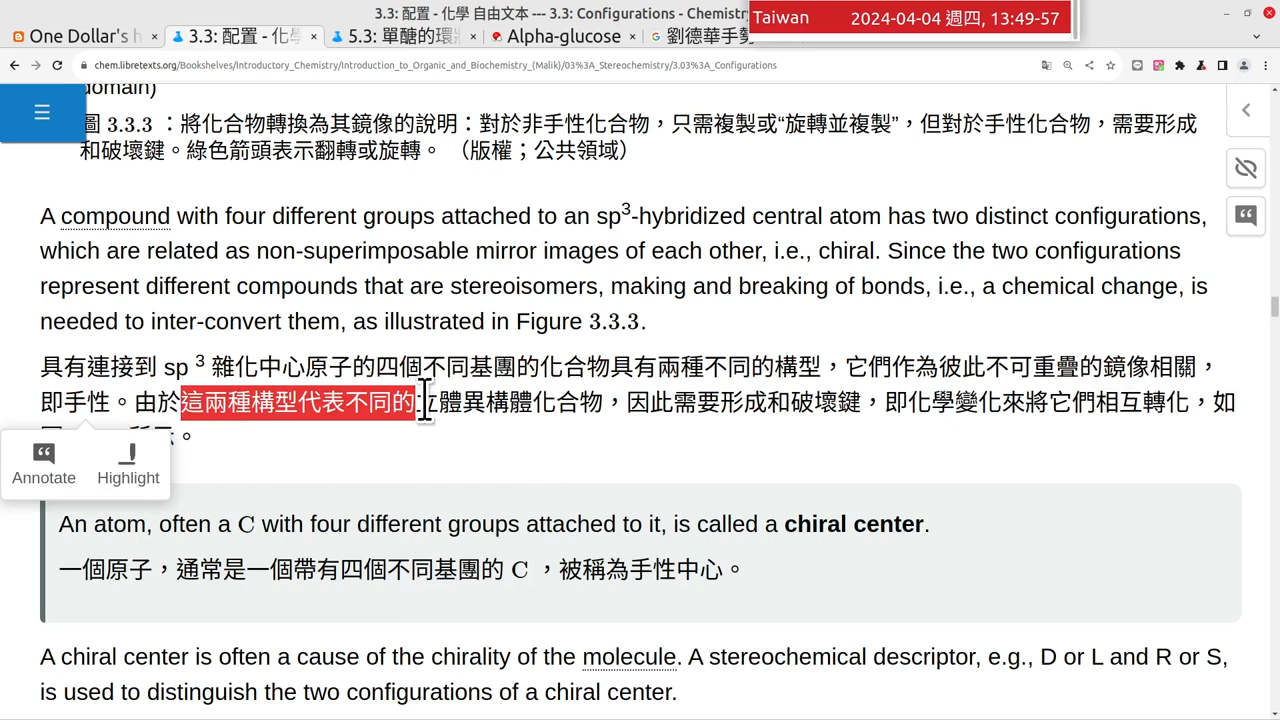 3.3: 配置 - 化學 自由文本 --- 3.3: Configurations - Chemistry
Taiwan 2024-04-04 週四, 13:49-57
One Dollar's h
3.3: 配置 - 化學
5.3: 單醣的環
Alpha-glucose
劉德華手勢
chem.libretexts.org/Bookshelves/Introductory_Chemistry/Introduction_to_Organic_and_Biochemistry_(Malik)/03%3A_Stereochemistry/3.03%3A_Configurations
domain)
圖 3.3.3 ：將化合物轉換為其鏡像的說明：對於非手性化合物，只需複製或“旋轉並複製”，但對於手性化合物，需要形成
和破壞鍵。綠色箭頭表示翻轉或旋轉。 （版權；公共領域）
A compound with four different groups attached to an sp3-hybridized central atom has two distinct configurations,
which are related as non-superimposable mirror images of each other, i.e., chiral. Since the two configurations
represent different compounds that are stereoisomers, making and breaking of bonds, i.e., a chemical change, is
needed to inter-convert them, as illustrated in Figure 3.3.3.
具有連接到 sp 3 雜化中心原子的四個不同基團的化合物具有兩種不同的構型，它們作為彼此不可重疊的鏡像相關，
即手性。由於這兩種構型代表不同的立體異構體化合物，因此需要形成和破壞鍵，即化學變化來將它們相互轉化，如
示。
Annotate Highlight
An atom, often a C with four different groups attached to it, is called a chiral center.
一個原子，通常是一個帶有四個不同基團的 C ，被稱為手性中心。
A chiral center is often a cause of the chirality of the molecule. A stereochemical descriptor, e.g., D or L and R or S,
is used to distinguish the two configurations of a chiral center.